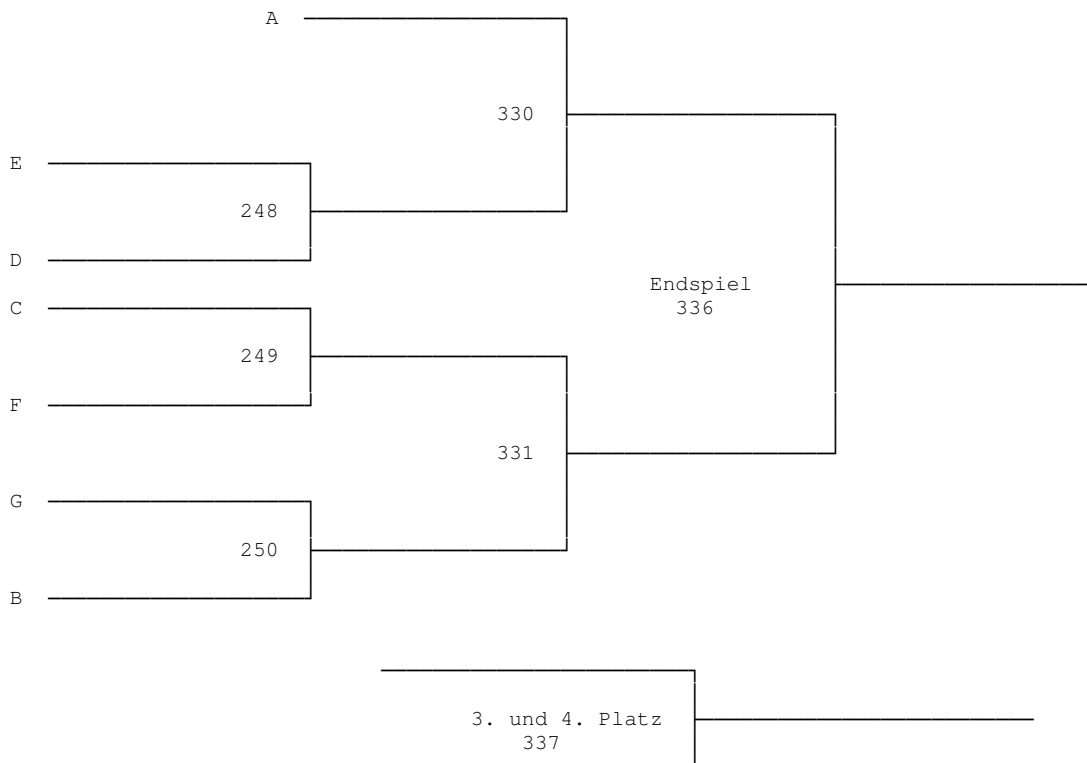 A
330
E
248
D
Endspiel
C
336
249
F
331
G
250
B
3. und 4. Platz
337